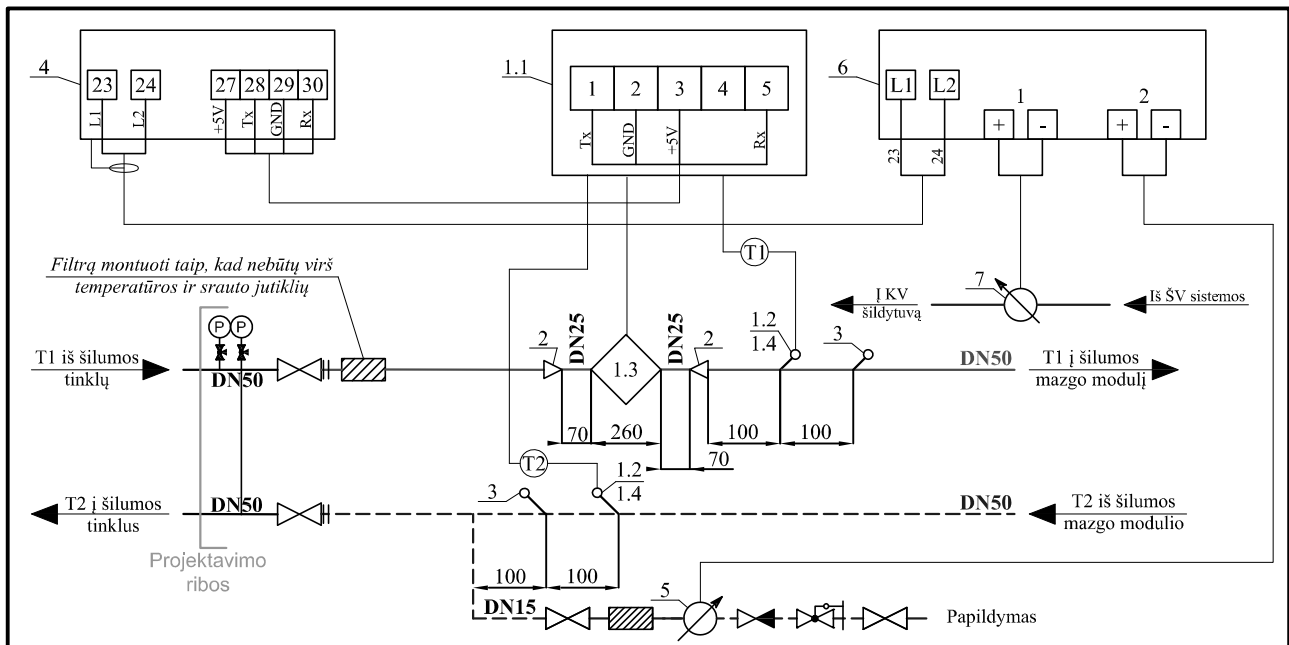 4
23 24 27 28 29 30
L1 L2 +5V Tx GND Rx
1.1
1 2 3 4 5
Tx GND +5V Rx
6
L1 L2
1 2
+ - + -
23 24
Filtrą montuoti taip, kad nebūtų virš
temperatūros ir srauto jutiklių
T1
7
Į KV
šildytuvą
Iš ŠV sistemos
P P
2
DN25
DN25
2
1.2
1.4
3
T1 iš šilumos
tinklų
DN50
1.3
DN50
T1 į šilumos
mazgo modulį
70 260 100 100
70
T2
3
1.2
1.4
T2 į šilumos
tinklus
DN50
DN50
T2 iš šilumos
mazgo modulio
Projektavimo
ribos
100 100
DN15
5
Papildymas